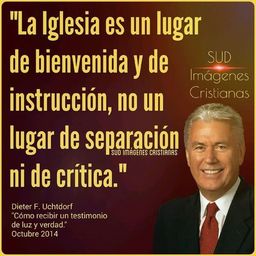 "La Iglesia es un lugar
de bienvenida y de
instrucción, no un
lugar de separación
SUD IMÁGENES CRISTIANAS
ni de crítica."
SUD
Imágenes
Cristianas
Dieter F. Uchtdorf
"Cómo recibir un testimonio
de luz y verdad."
Octubre 2014